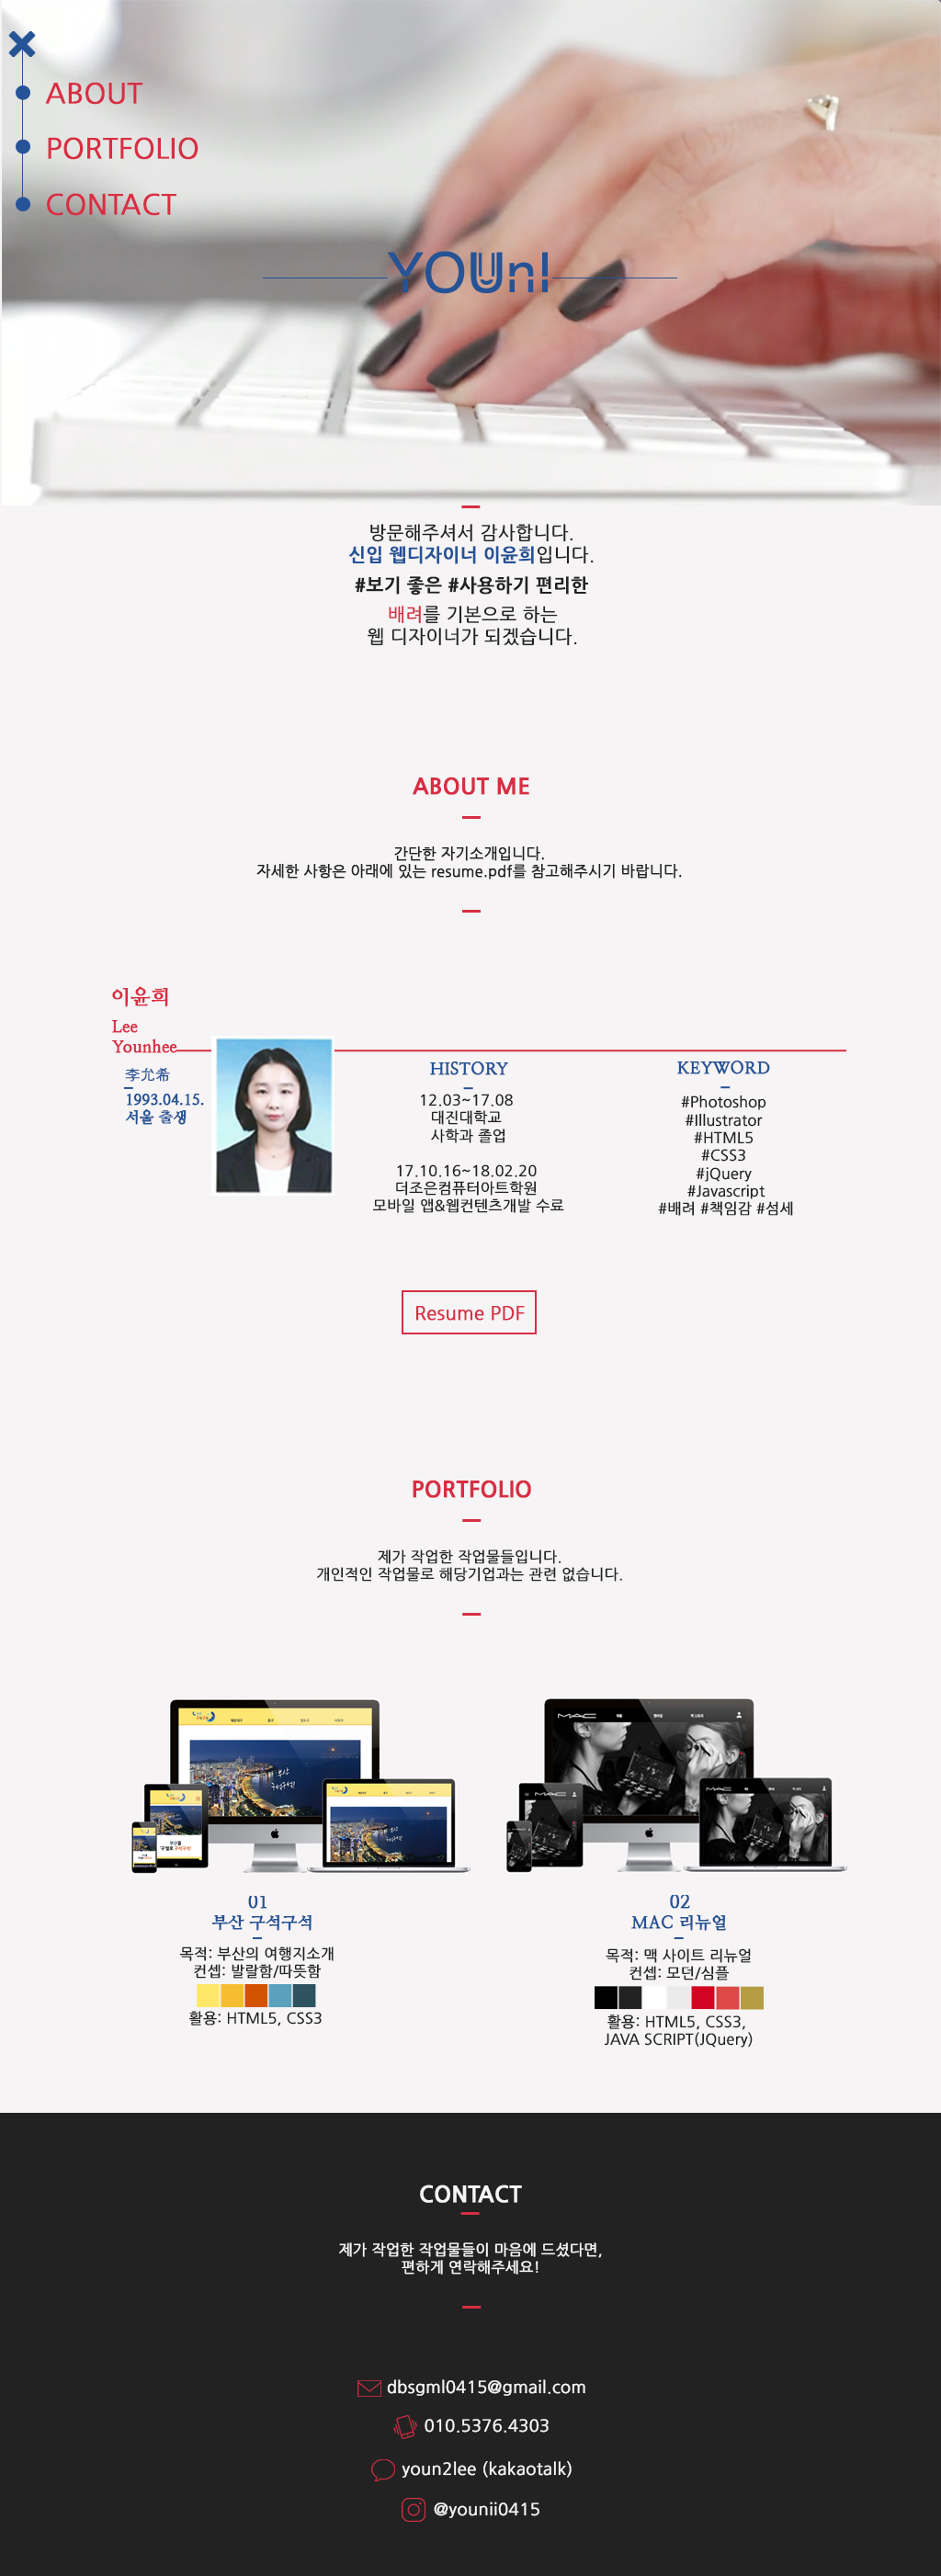 ABOUT
PORTFOLIO
CONTACT
YOUnI
방문해주셔서 감사합니다.
신입 웹디자이너 이윤희입니다.
#보기 좋은 #사용하기 편리한
배려를 기본으로 하는
웹 디자이너가 되겠습니다.
ABOUT ME
간단한 자기소개입니다.
자세한 사항은 아래에 있는 resume.pdf를 참고해주시기 바랍니다.
이윤희
Lee
Younhee
李允希
1993.04.15.
서울 출생
HISTORY
12.03~17.08
대진대학교
사학과 졸업
17.10.16~18.02.20
더조은컴퓨터아트학원
모바일 앱&웹컨텐츠개발 수료
KEYWORD
#Photoshop
#Illustrator
#HTML5
#CSS3
#jQuery
#Javascript
#배려 #책임감 #섬세
Resume PDF
PORTFOLIO
제가 작업한 작업물들입니다.
개인적인 작업물로 해당기업과는 관련 없습니다.
MAC
01
부산 구석구석
목적: 부산의 여행지소개
컨셉: 발랄함/따뜻함
활용: HTML5, CSS3
02
MAC 리뉴얼
목적: 맥 사이트 리뉴얼
컨셉: 모던/심플
활용: HTML5, CSS3,
JAVA SCRIPT(JQuery)
CONTACT
제가 작업한 작업물들이 마음에 드셨다면,
편하게 연락해주세요!
dbsgml0415@gmail.com
010.5376.4303
youn2lee (kakaotalk)
@younii0415